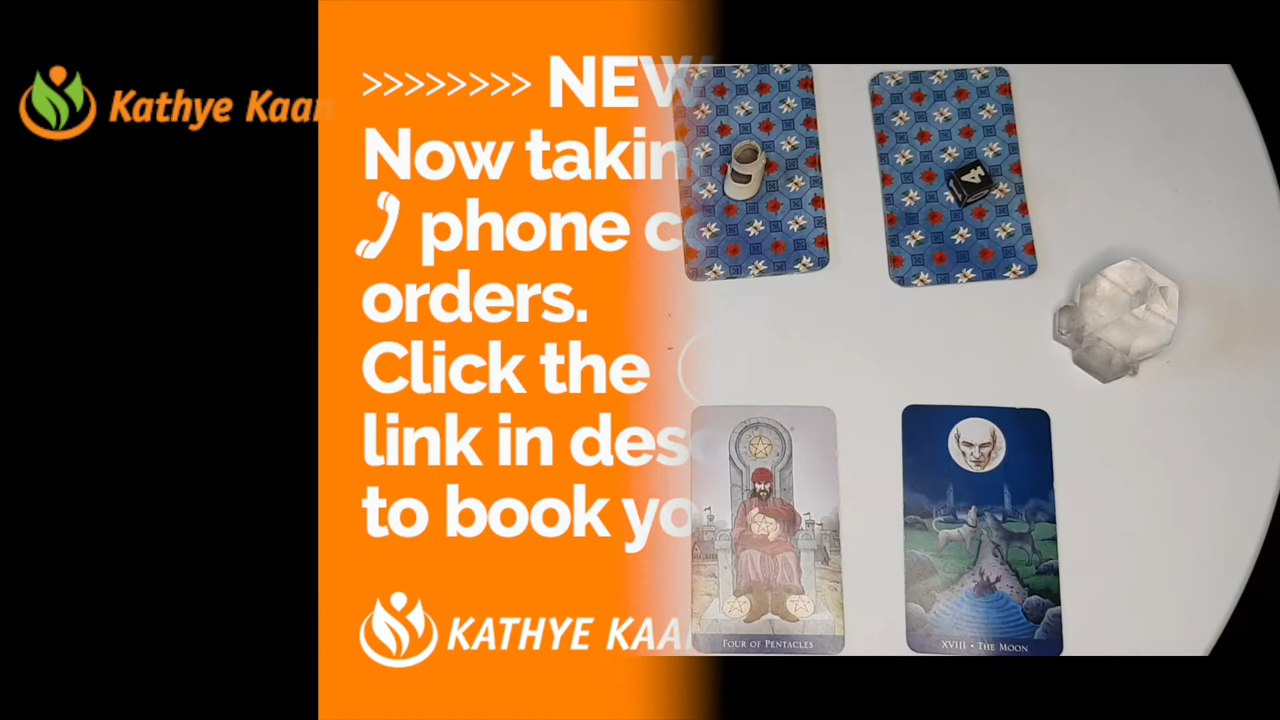 Kathye Kaan
>>>>>>>> NEW
Now takin
phone c
orders.
Click the
link in des
to book yo
KATHYE KAA
4
FOUR OF PENTACLES
XVIII • THE MOON